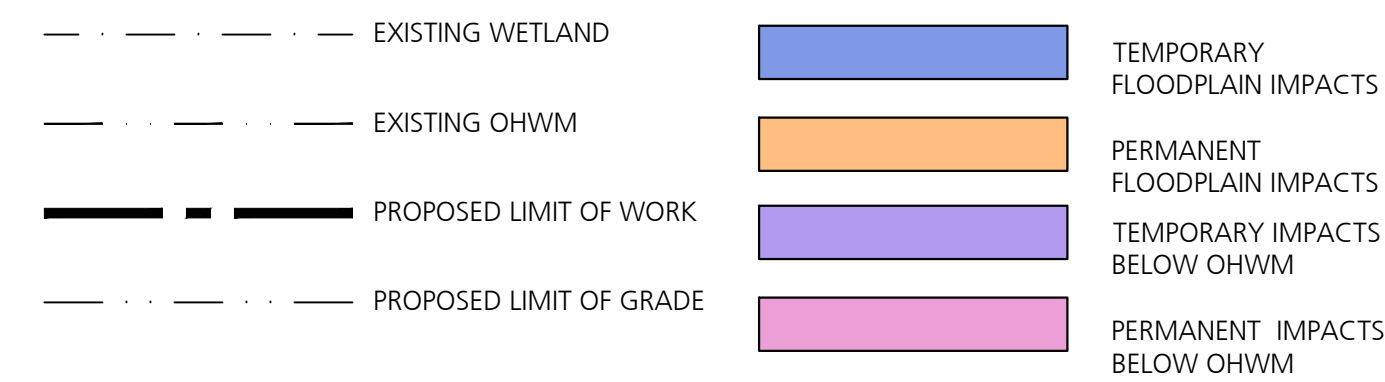 EXISTING WETLAND
EXISTING OHWM
PROPOSED LIMIT OF WORK
PROPOSED LIMIT OF GRADE
TEMPORARY
FLOODPLAIN IMPACTS
PERMANENT
FLOODPLAIN IMPACTS
TEMPORARY IMPACTS
BELOW OHWM
PERMANENT IMPACTS
BELOW OHWM